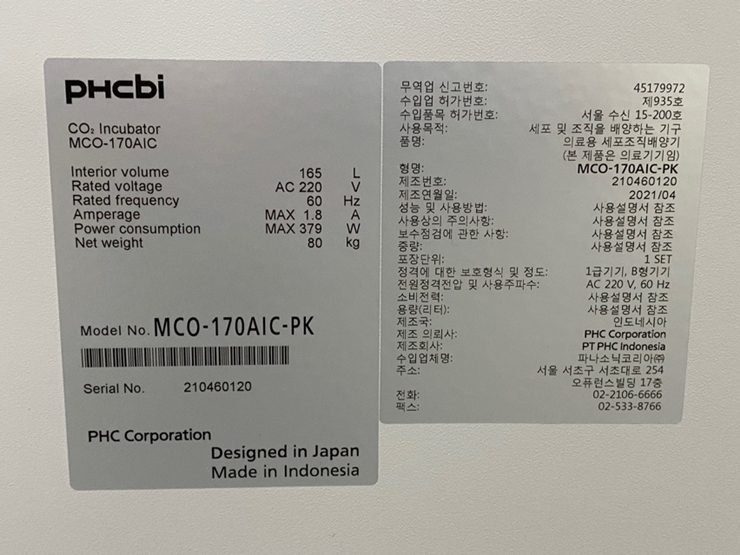 PHCbi
CO₂ Incubator
MCO-170AIC
Interior volume 165 L
Rated voltage AC 220 V
Rated frequency 60 Hz
Amperage MAX 1.8 A
Power consumption MAX 379 W
Net weight 80 kg
Model No. MCO-170AIC-PK
Serial No. 210460120
PHC Corporation
Designed in Japan
Made in Indonesia
무역업 신고번호: 45179972
수입업 허가번호: 제935호
수입품목 허가번호: 서울 수신 15-200호
사용목적: 세포 및 조직을 배양하는 기구
품명: 의료용 세포조직배양기
(본 제품은 의료기기임)
형명: MCO-170AIC-PK
제조번호: 210460120
제조연월일: 2021/04
성능 및 사용방법: 사용설명서 참조
사용상의 주의사항: 사용설명서 참조
보수점검에 관한 사항: 사용설명서 참조
중량: 사용설명서 참조
포장단위: 1 SET
정격에 대한 보호형식 및 정도: 1급기기, B형기기
전원정격전압 및 사용주파수: AC 220 V, 60 Hz
소비전력: 사용설명서 참조
용량(리터): 사용설명서 참조
제조국: 인도네시아
제조 의뢰사: PHC Corporation
제조회사: PT PHC Indonesia
수입업체명: 파나소닉코리아㈜
주소: 서울 서초구 서초대로 254
오퓨런스빌딩 17층
전화: 02-2106-6666
팩스: 02-533-8766